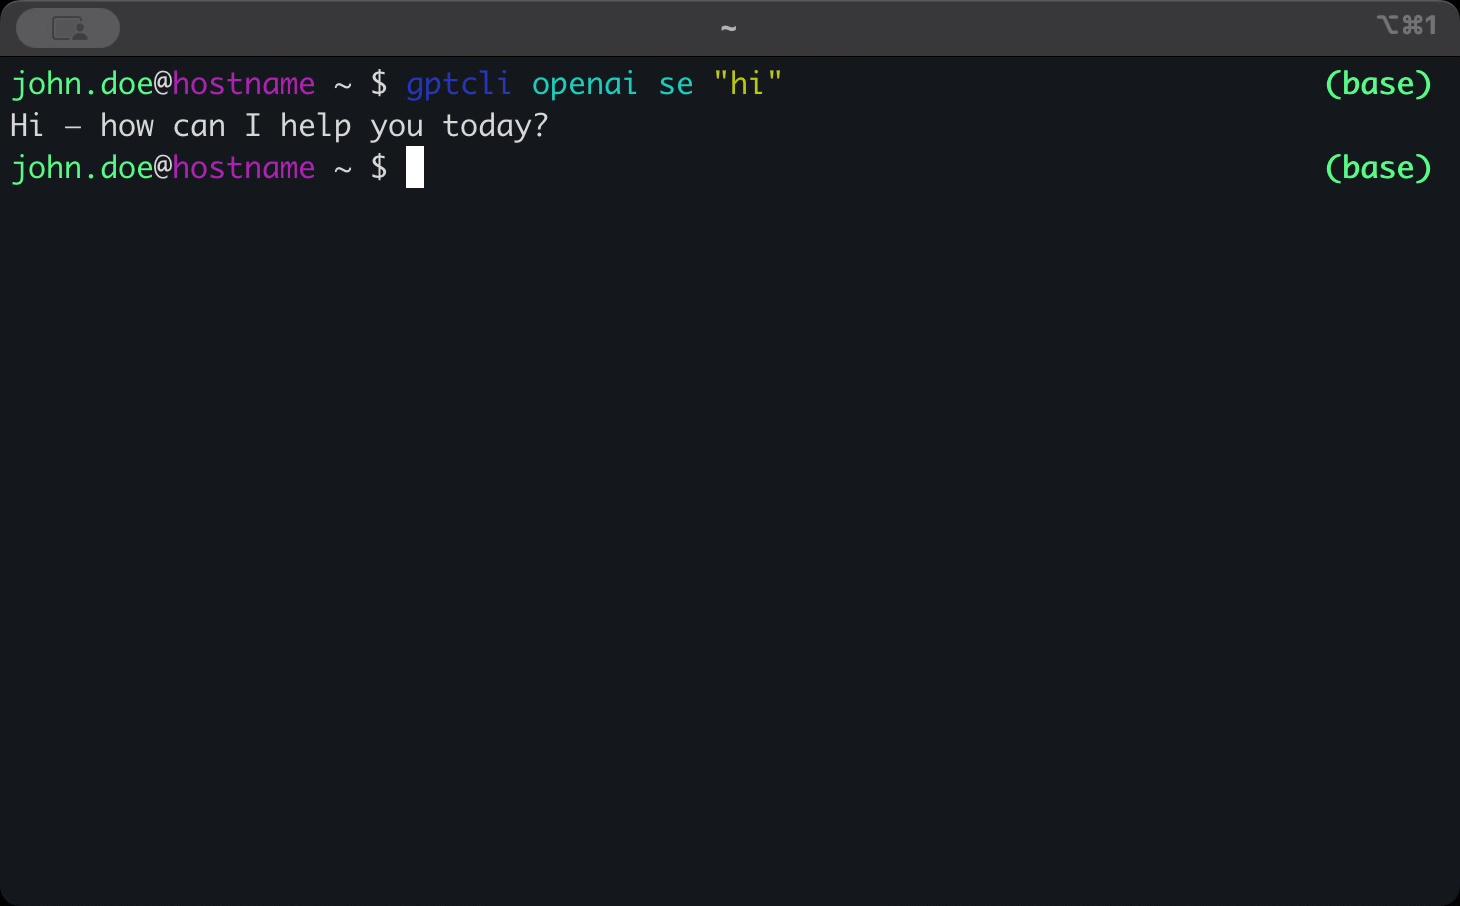 ~ ⌥⌘1
john.doe@hostname ~ $ gptcli openai se "hi" (base)
Hi — how can I help you today?
john.doe@hostname ~ $ (base)